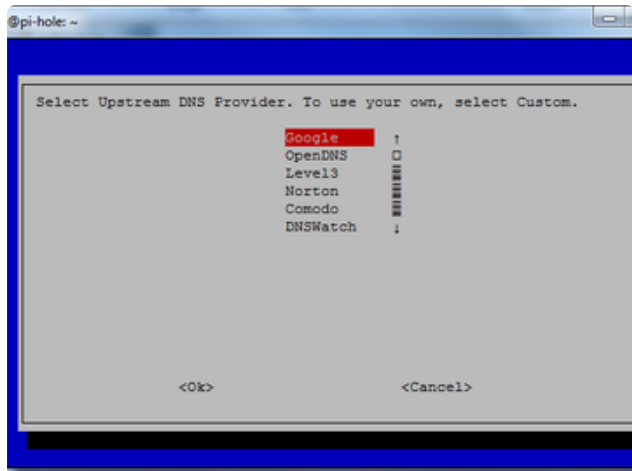 @pi-hole: ~
Select Upstream DNS Provider. To use your own, select Custom.
Google
OpenDNS
Level3
Norton
Comodo
DNSWatch
<Ok> <Cancel>